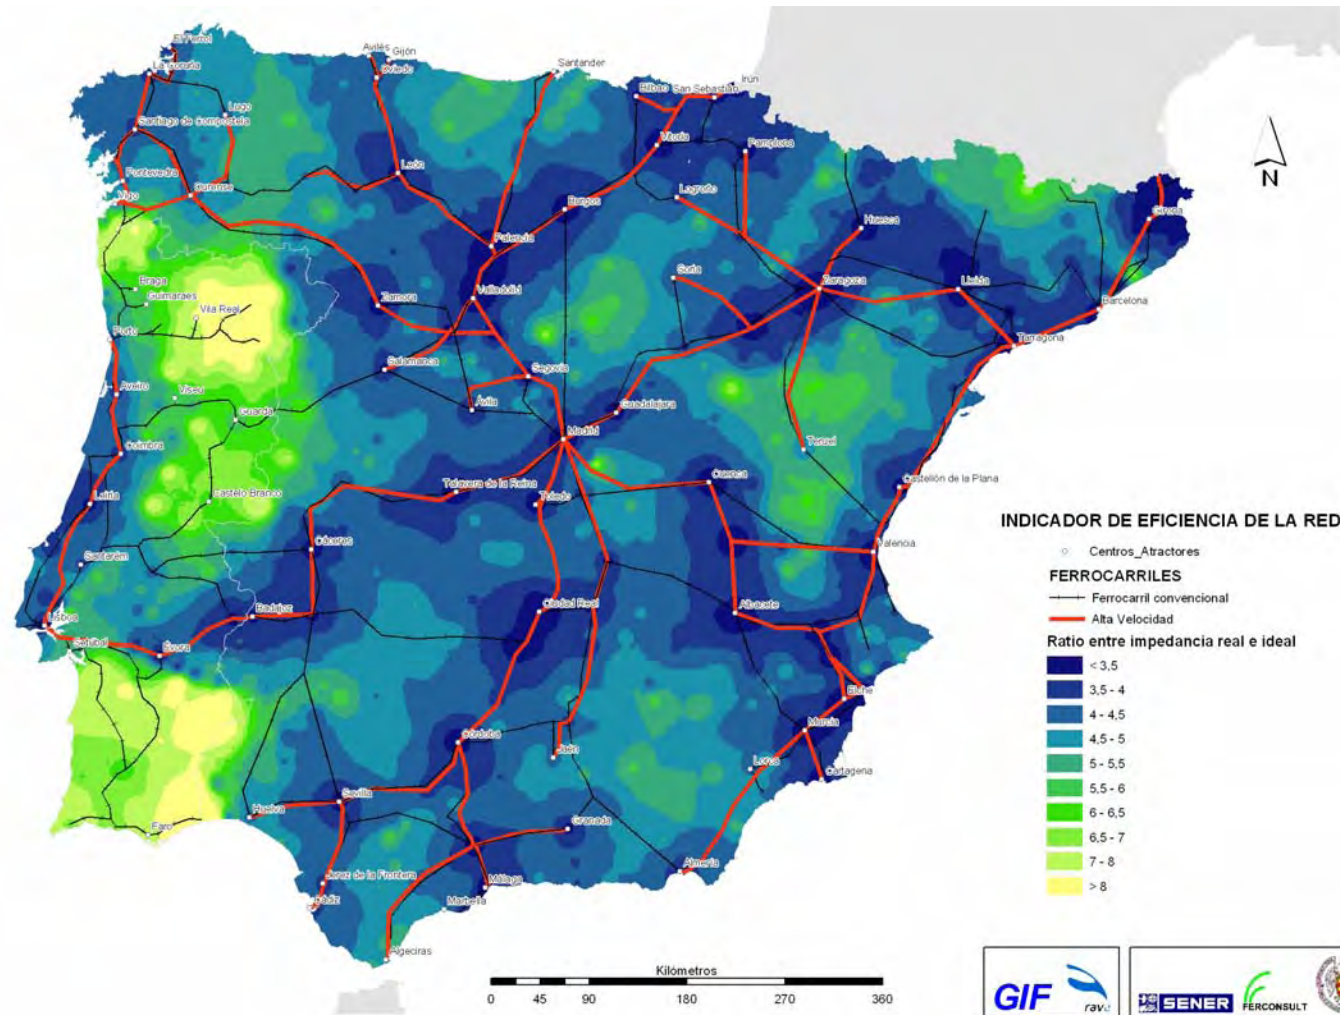 El Ferrol
La Coruña
Lugo
Santiago de Compostela
Pontevedra
Vigo
Ourense
Avilés
Gijón
Oviedo
Santander
Bilbao
San Sebastián
Irún
Vitoria
Pamplona
León
Logroño
Burgos
Huesca
Girona
Palencia
Soria
Zaragoza
Lleida
Barcelona
Tarragona
Braga
Guimaraes
Vila Real
Zamora
Valladolid
Porto
Salamanca
Segovia
Aveiro
Viseu
Guarda
Ávila
Guadalajara
Madrid
Teruel
Coimbra
Leiria
Castelo Branco
Talavera de la Reina
Toledo
Cuenca
Castellón de la Plana
Santarém
Cáceres
Valencia
Lisboa
Setúbal
Évora
Badajoz
Ciudad Real
Albacete
Elche
Murcia
Córdoba
Jaén
Lorca
Cartagena
Faro
Huelva
Sevilla
Granada
Almería
Jerez de la Frontera
Cádiz
Málaga
Marbella
Algeciras
N
INDICADOR DE EFICIENCIA DE LA RED
Centros_Atractores
FERROCARRILES
Ferrocarril convencional
Alta Velocidad
Ratio entre impedancia real e ideal
< 3,5
3,5 - 4
4 - 4,5
4,5 - 5
5 - 5,5
5,5 - 6
6 - 6,5
6,5 - 7
7 - 8
> 8
Kilómetros
0 45 90 180 270 360
GIF
rave
SENER
FERCONSULT